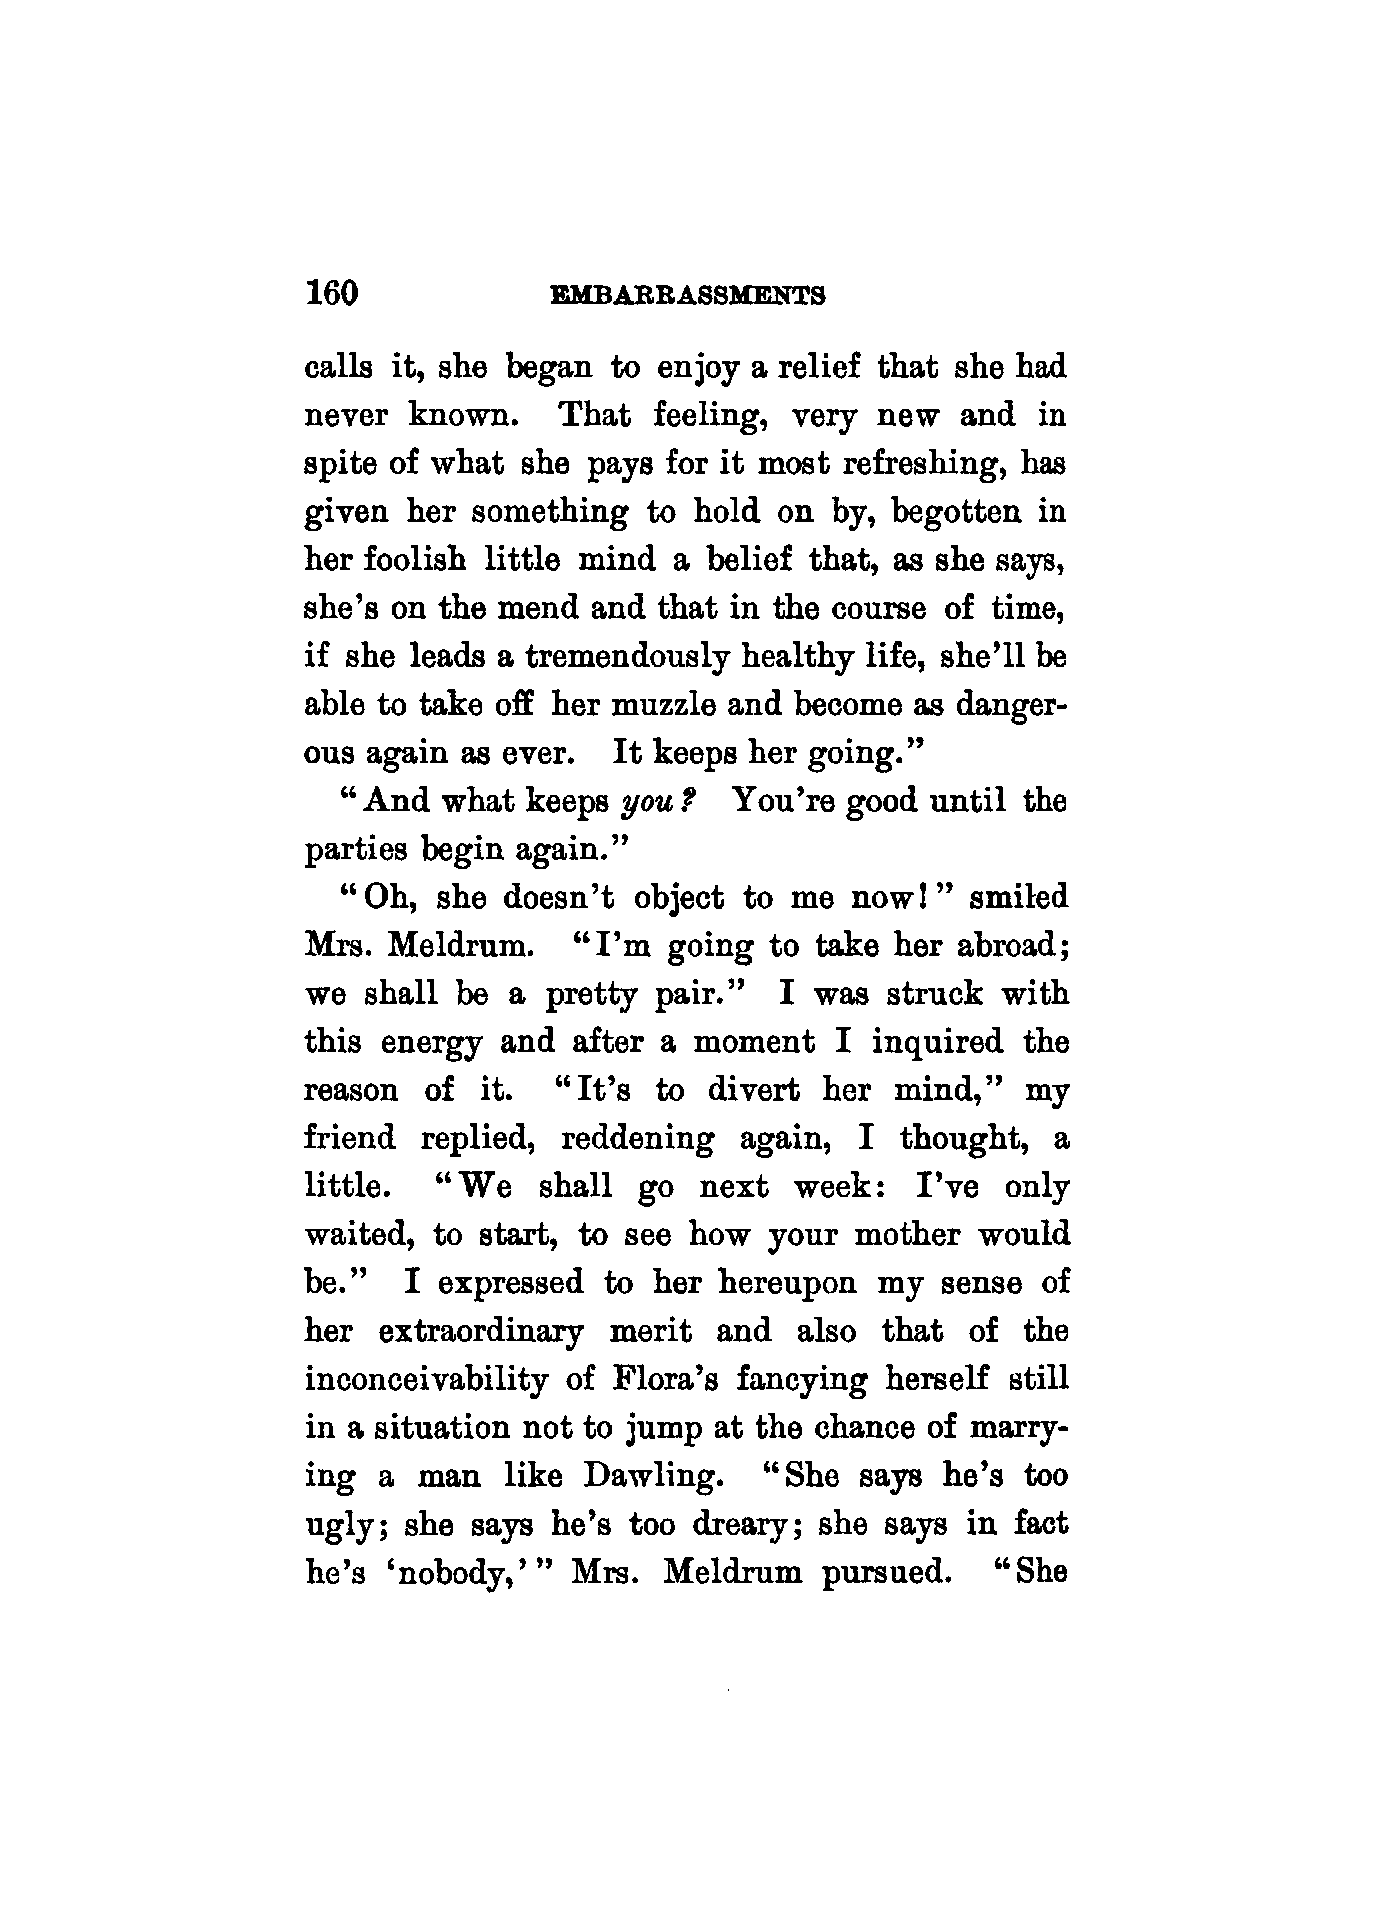 160 EMBARRASSMENTS
calls it, she began to enjoy a relief that she had
never known. That feeling, very new and in
spite of what she pays for it most refreshing, has
given her something to hold on by, begotten in
her foolish little mind a belief that, as she says,
she's on the mend and that in the course of time,
if she leads a tremendously healthy life, she'll be
able to take off her muzzle and become as danger-
ous again as ever. It keeps her going."
"And what keeps you? You're good until the
parties begin again."
"Oh, she doesn't object to me now!" smiled
Mrs. Meldrum. "I'm going to take her abroad;
we shall be a pretty pair." I was struck with
this energy and after a moment I inquired the
reason of it. "It's to divert her mind," my
friend replied, reddening again, I thought, a
little. "We shall go next week: I've only
waited, to start, to see how your mother would
be." I expressed to her hereupon my sense of
her extraordinary merit and also that of the
inconceivability of Flora's fancying herself still
in a situation not to jump at the chance of marry-
ing a man like Dawling. "She says he's too
ugly; she says he's too dreary; she says in fact
he's 'nobody,'" Mrs. Meldrum pursued. "She